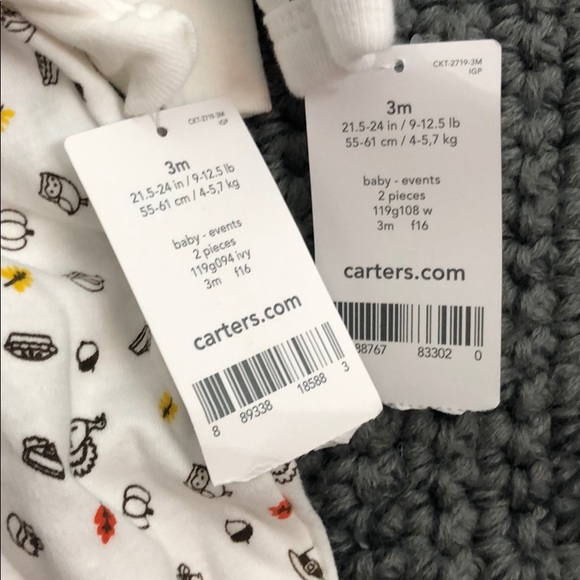 CKT-2719-3M
IGP
3m
21.5-24 in / 9-12.5 lb
55-61 cm / 4-5,7 kg
baby - events
2 pieces
119g094 ivy
3m f16
carters.com
8 89338 18588 3
CKT-2719-3M
IGP
3m
21.5-24 in / 9-12.5 lb
55-61 cm / 4-5,7 kg
baby - events
2 pieces
119g108 w
3m f16
carters.com
88767 83302 0